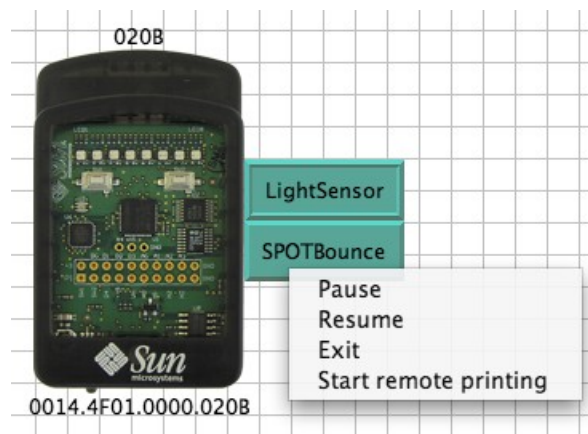 020B
LightSensor
SPOTBounce
Pause
Resume
Exit
Start remote printing
Sun
microsystems
0014.4F01.0000.020B